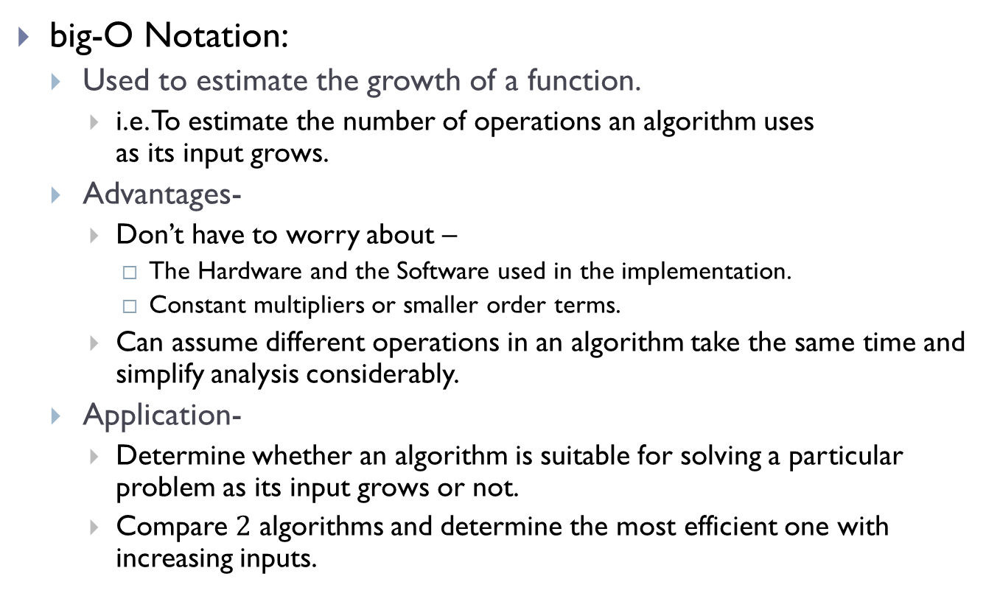 big-O Notation:
Used to estimate the growth of a function.
i.e. To estimate the number of operations an algorithm uses
as its input grows.
Advantages-
Don’t have to worry about –
The Hardware and the Software used in the implementation.
Constant multipliers or smaller order terms.
Can assume different operations in an algorithm take the same time and
simplify analysis considerably.
Application-
Determine whether an algorithm is suitable for solving a particular
problem as its input grows or not.
Compare 2 algorithms and determine the most efficient one with
increasing inputs.